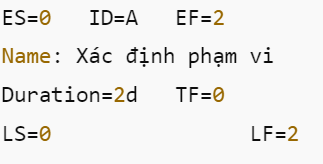 ES=0   ID=A   EF=2
Name: Xác định phạm vi
Duration=2d   TF=0
LS=0               LF=2